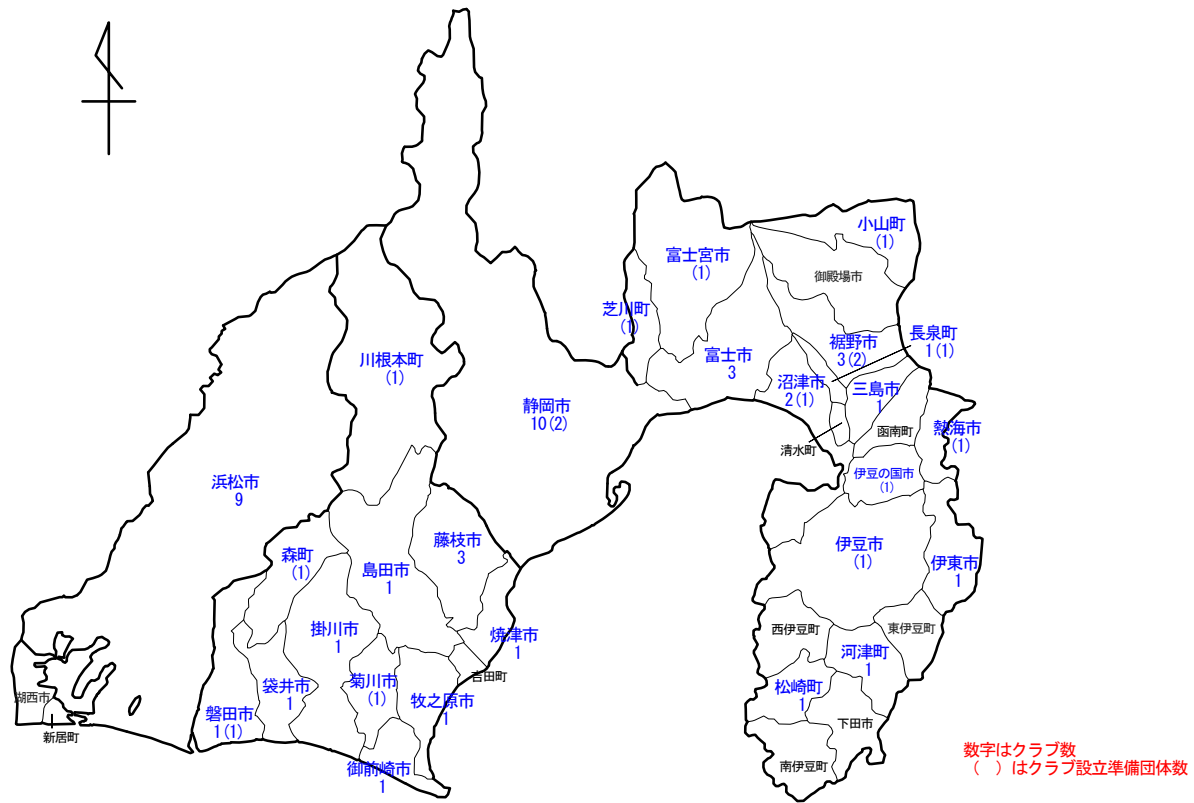 小山町
(1)
富士宮市
(1)
御殿場市
芝川町
(1)
長泉町
1(1)
裾野市
3(2)
富士市
3
川根本町
(1)
沼津市
2(1)
三島市
1
静岡市
10(2)
函南町
熱海市
(1)
清水町
浜松市
9
伊豆の国市
(1)
藤枝市
3
伊豆市
(1)
森町
(1)
島田市
1
伊東市
1
掛川市
1
焼津市
1
西伊豆町
東伊豆町
河津町
1
吉田町
菊川市
(1)
袋井市
1
牧之原市
1
松崎町
1
湖西市
磐田市
1(1)
新居町
下田市
御前崎市
1
南伊豆町
数字はクラブ数
（　）はクラブ設立準備団体数